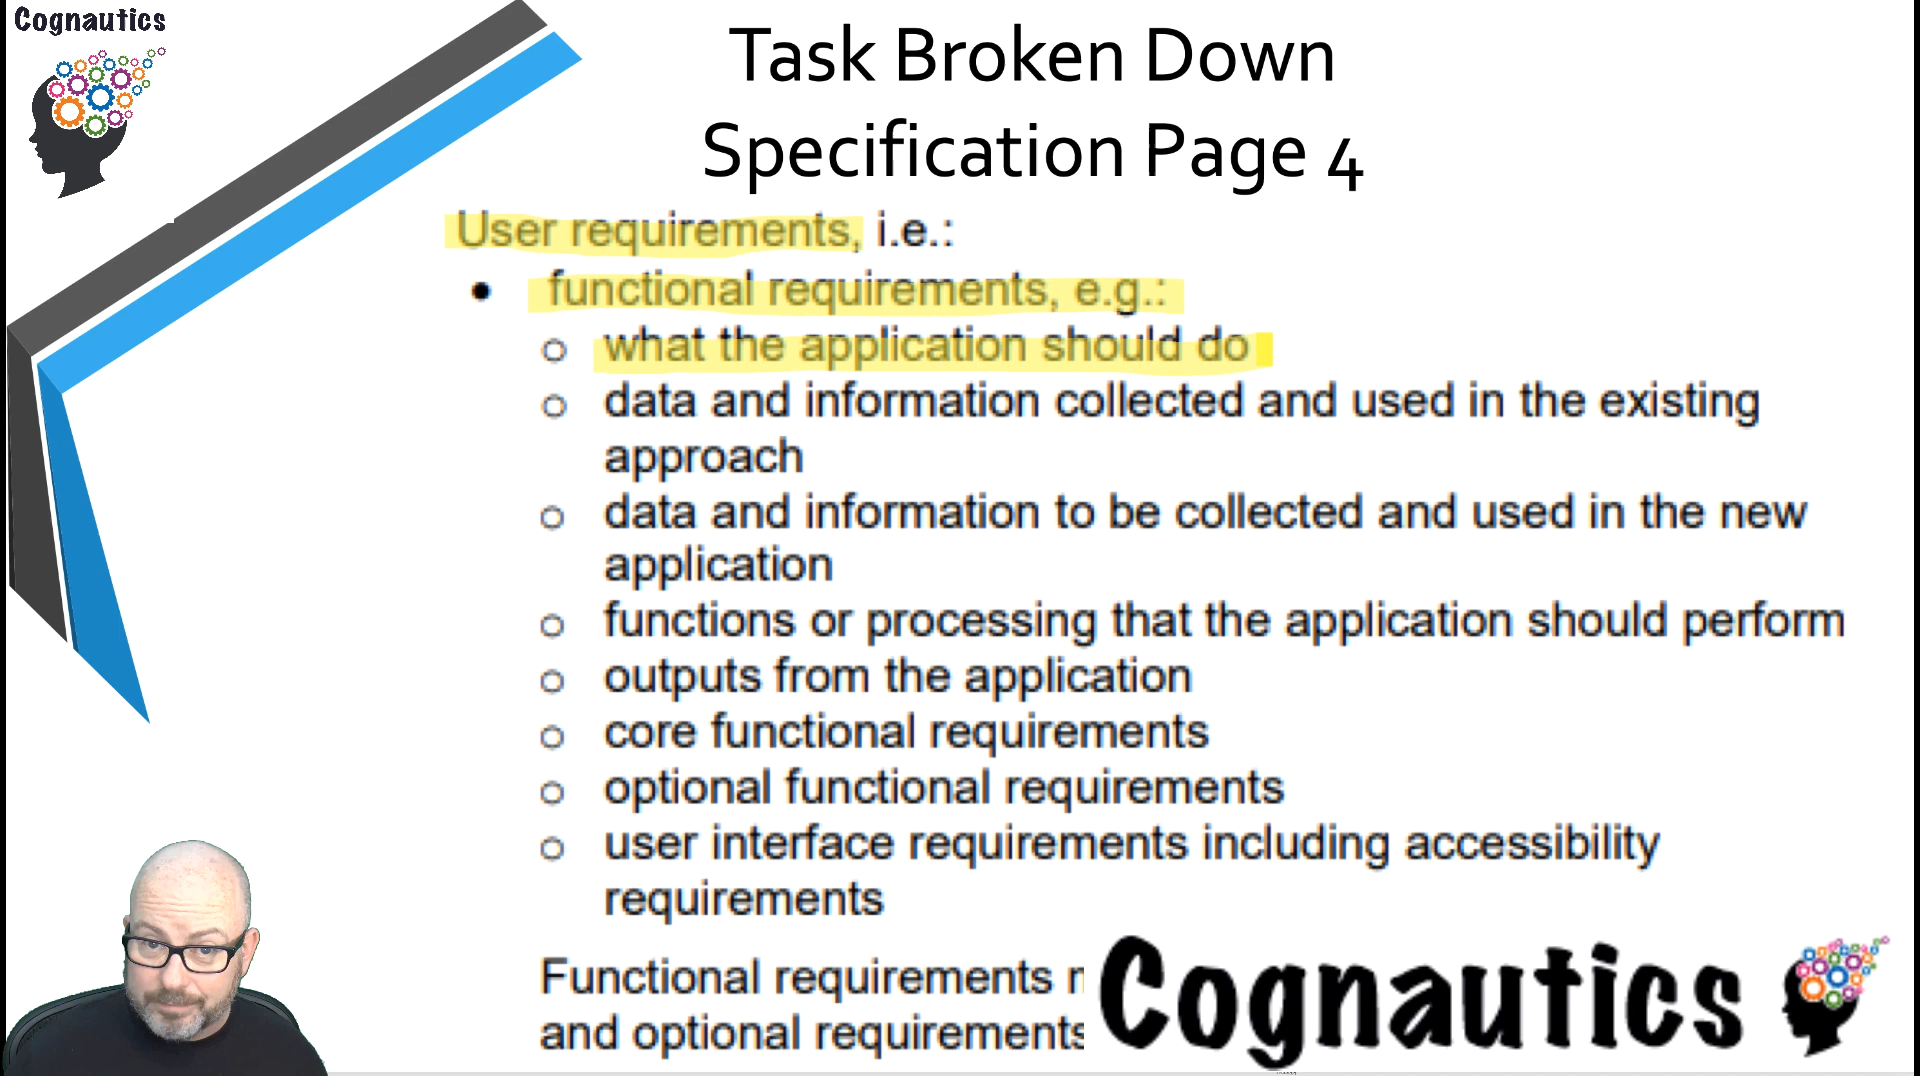 Cognautics
Task Broken Down
Specification Page 4
User requirements, i.e.:
• functional requirements, e.g.:
o what the application should do
o data and information collected and used in the existing
approach
o data and information to be collected and used in the new
application
o functions or processing that the application should perform
o outputs from the application
o core functional requirements
o optional functional requirements
o user interface requirements including accessibility
requirements
Functional requirements
and optional requirements
Cognautics